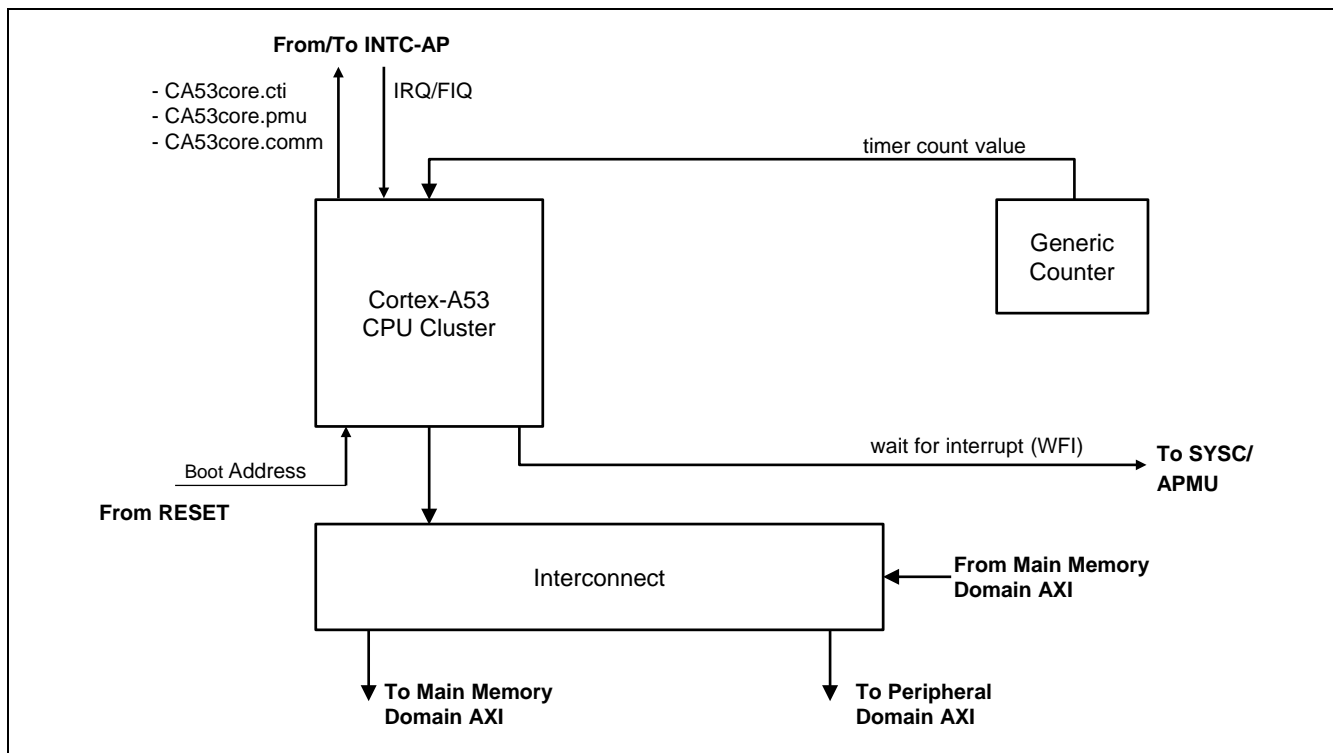 From/To INTC-AP
- CA53core.cti
- CA53core.pmu
- CA53core.comm
IRQ/FIQ
timer count value
Generic
Counter
Cortex-A53
CPU Cluster
Boot Address
From RESET
wait for interrupt (WFI)
To SYSC/
APMU
Interconnect
From Main Memory
Domain AXI
To Main Memory
Domain AXI
To Peripheral
Domain AXI